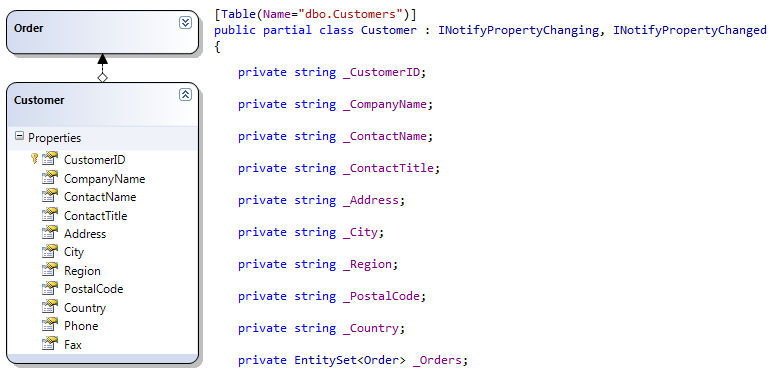 Order
Customer
Properties
CustomerID
CompanyName
ContactName
ContactTitle
Address
City
Region
PostalCode
Country
Phone
Fax
[Table(Name="dbo.Customers")]
public partial class Customer : INotifyPropertyChanging, INotifyPropertyChanged
{
private string _CustomerID;
private string _CompanyName;
private string _ContactName;
private string _ContactTitle;
private string _Address;
private string _City;
private string _Region;
private string _PostalCode;
private string _Country;
private EntitySet<Order> _Orders;